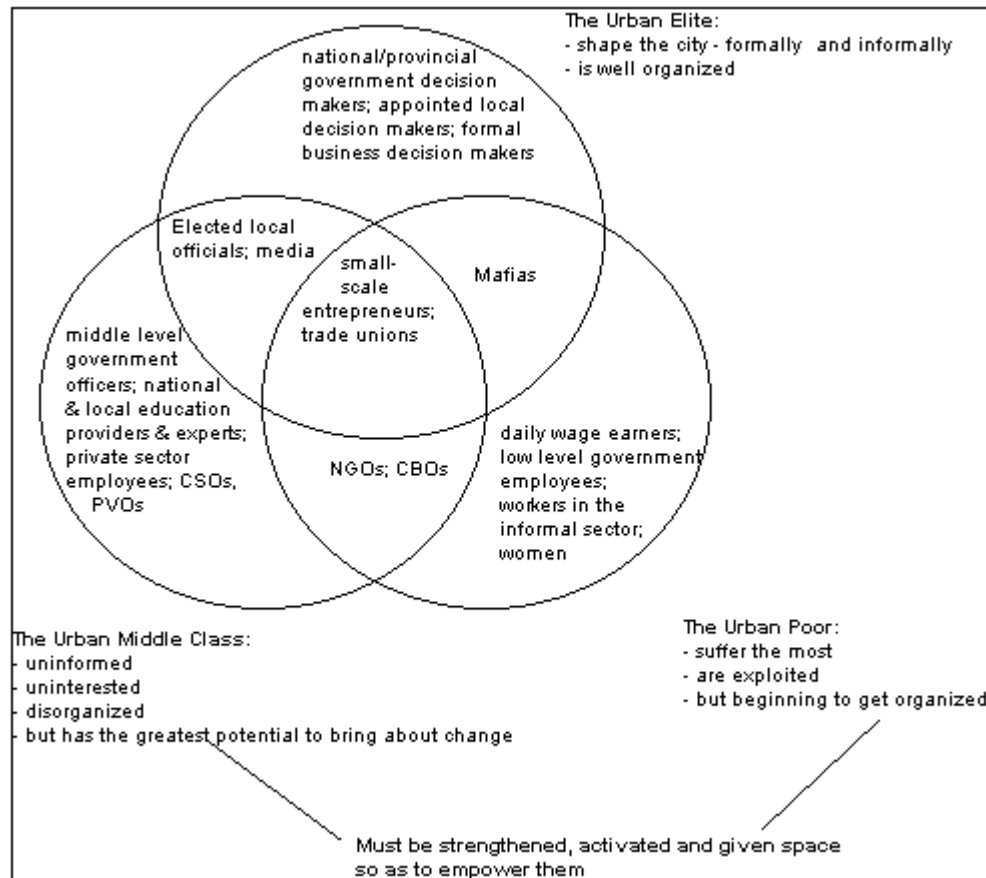 The Urban Elite:
- shape the city - formally and informally
- is well organized
national/provincial
government decision
makers; appointed local
decision makers; formal
business decision makers
Elected local
officials; media
small-
scale
entrepreneurs;
trade unions
Mafias
middle level
government
officers; national
& local education
providers & experts;
private sector
employees; CSOs,
PVOs
NGOs; CBOs
daily wage earners;
low level government
employees;
workers in the
informal sector;
women
The Urban Middle Class:
- uninformed
- uninterested
- disorganized
- but has the greatest potential to bring about change
The Urban Poor:
- suffer the most
- are exploited
- but beginning to get organized
Must be strengthened, activated and given space
so as to empower them